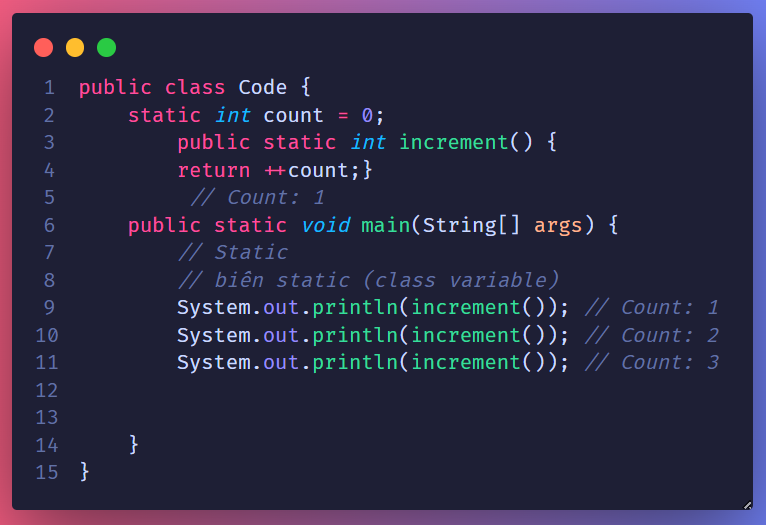 1 public class Code {
2 static int count = 0;
3 public static int increment() {
4 return ++count;}
5 // Count: 1
6 public static void main(String[] args) {
7 // Static
8 // biên static (class variable)
9 System.out.println(increment()); // Count: 1
10 System.out.println(increment()); // Count: 2
11 System.out.println(increment()); // Count: 3
12
13
14 }
15 }